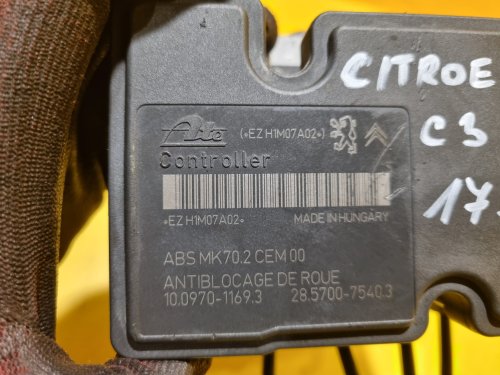 Ate (*EZ H1M07A02*)
CITROE
Controller
C3
*EZ H1M07A02* MADE IN HUNGARY
17
ABS MK70.2 CEM 00
ANTIBLOCAGE DE ROUE
10.0970-1169.3 28.5700-7540.3